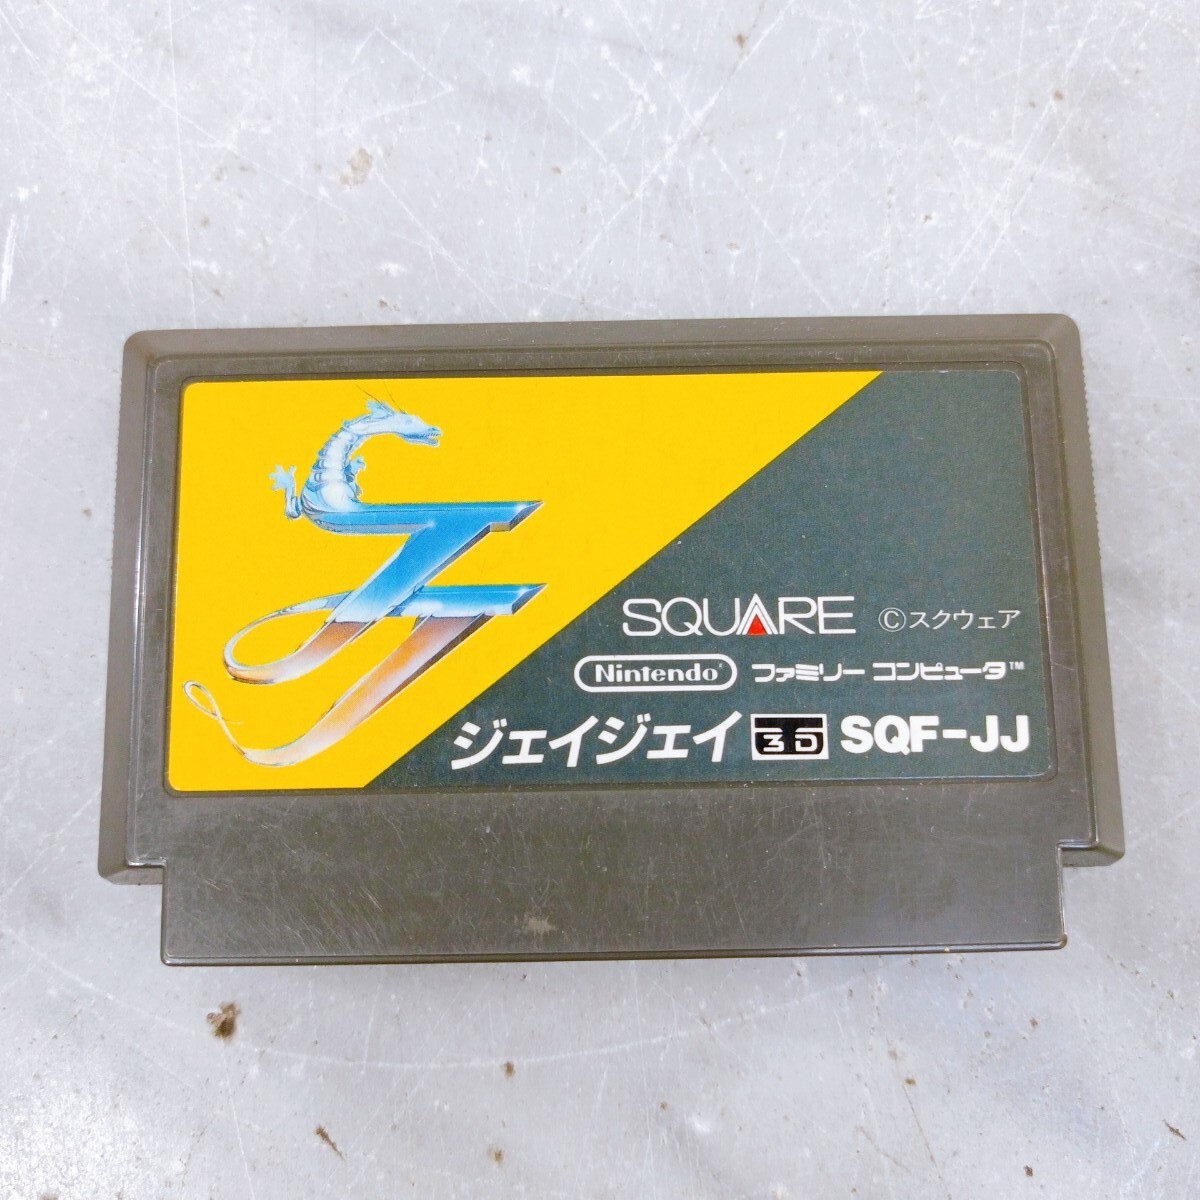 JJ
SQUARE ©スクウェア
Nintendo® ファミリー コンピュータ™
ジェイジェイ 3D SQF-JJ